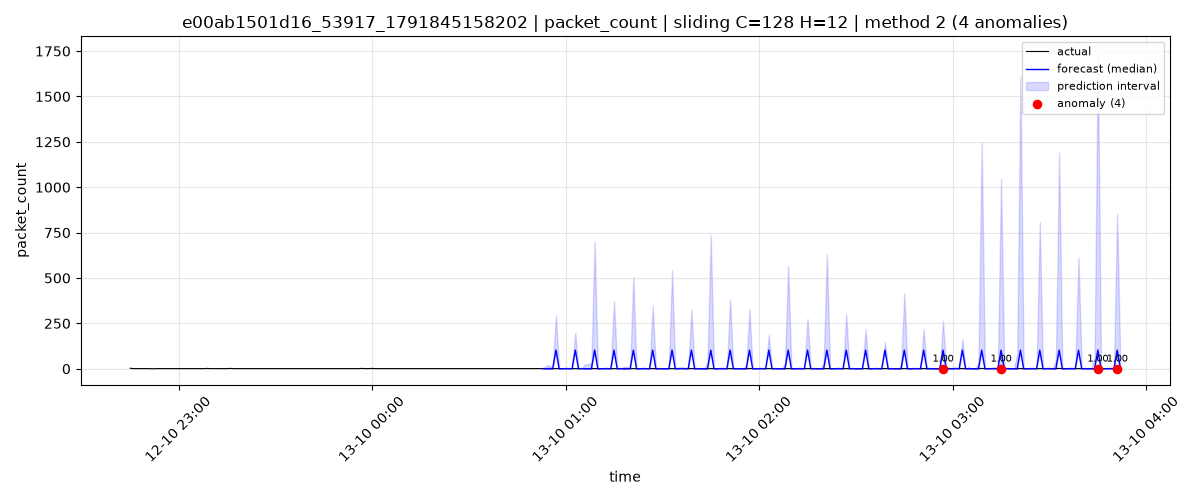 e00ab1501d16_53917_1791845158202 | packet_count | sliding C=128 H=12 | method 2 (4 anomalies)
packet_count
1750
1500
1250
1000
750
500
250
0
actual
forecast (median)
prediction interval
anomaly (4)
1.00
1.00
1.00
1.00
12-10 23:00
13-10 00:00
13-10 01:00
13-10 02:00
13-10 03:00
13-10 04:00
time